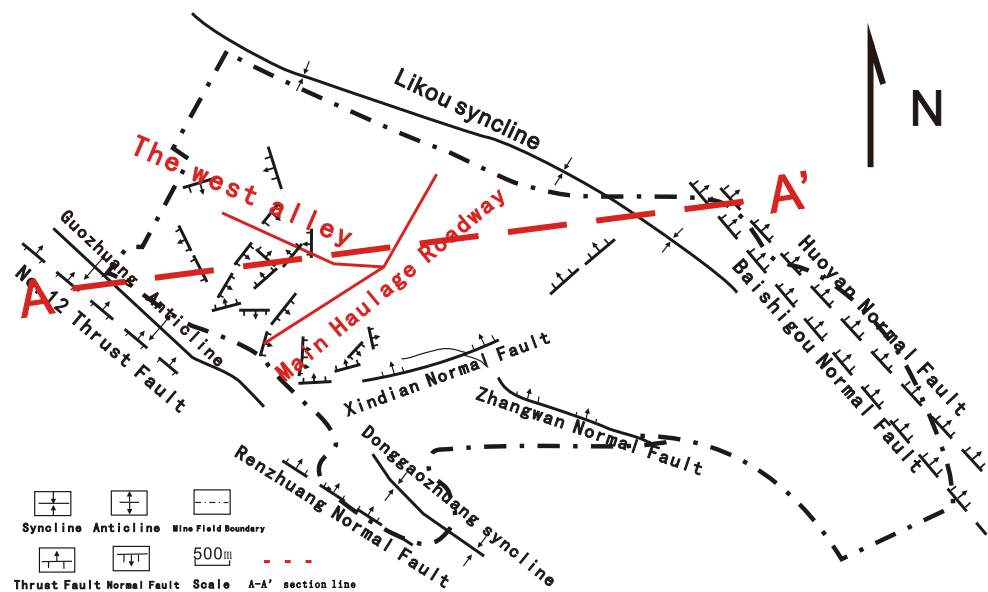 Likou syncline
N
The west alley
A’
Guozhuang Anticline
Main Haulage Roadway
A
No. 12 Thrust Fault
Huoyan Normal Fault
Baishigou Normal Fault
Xindian Normal Fault
Zhangwan Normal Fault
Donggaozhuang syncline
Renzhuang Normal Fault
Syncline Anticline Mine Field Boundary
500m
Thrust Fault Normal Fault Scale A-A’ section line